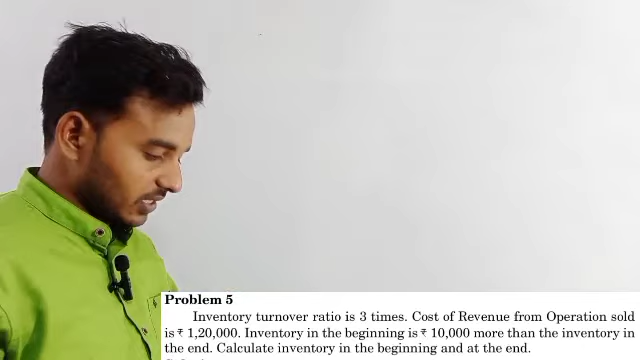 Problem 5
Inventory turnover ratio is 3 times. Cost of Revenue from Operation sold
is ₹ 1,20,000. Inventory in the beginning is ₹ 10,000 more than the inventory in
the end. Calculate inventory in the beginning and at the end.